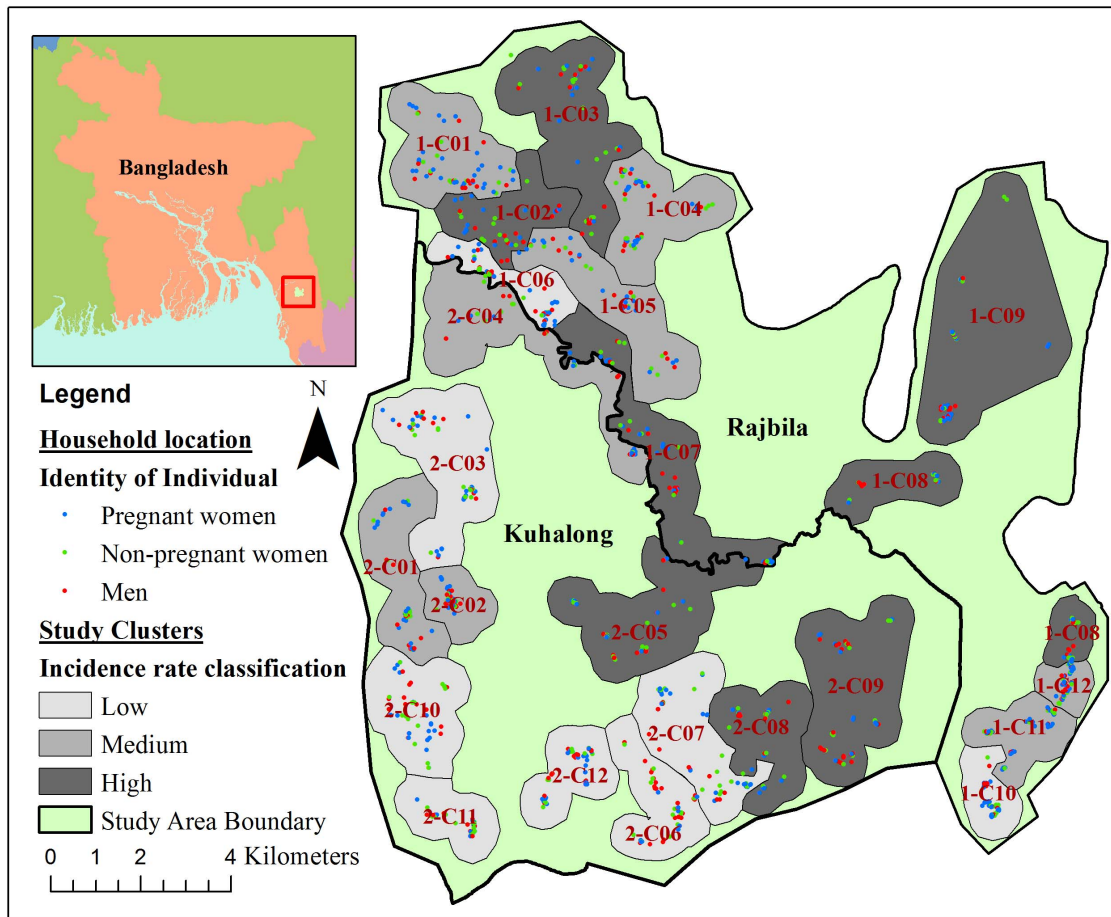 Bangladesh
Legend
Household location
Identity of Individual
Pregnant women
Non-pregnant women
Men
Study Clusters
Incidence rate classification
Low
Medium
High
Study Area Boundary
0 1 2 4 Kilometers
N
1-C03
1-C01
1-C02
1-C04
1-C06
1-C05
2-C04
1-C09
Rajbila
1-C07
2-C03
1-C08
Kuhalong
2-C01
2-C02
2-C05
1-C08
1-C12
2-C09
2-C10
2-C07
2-C08
1-C11
2-C12
1-C10
2-C11
2-C06